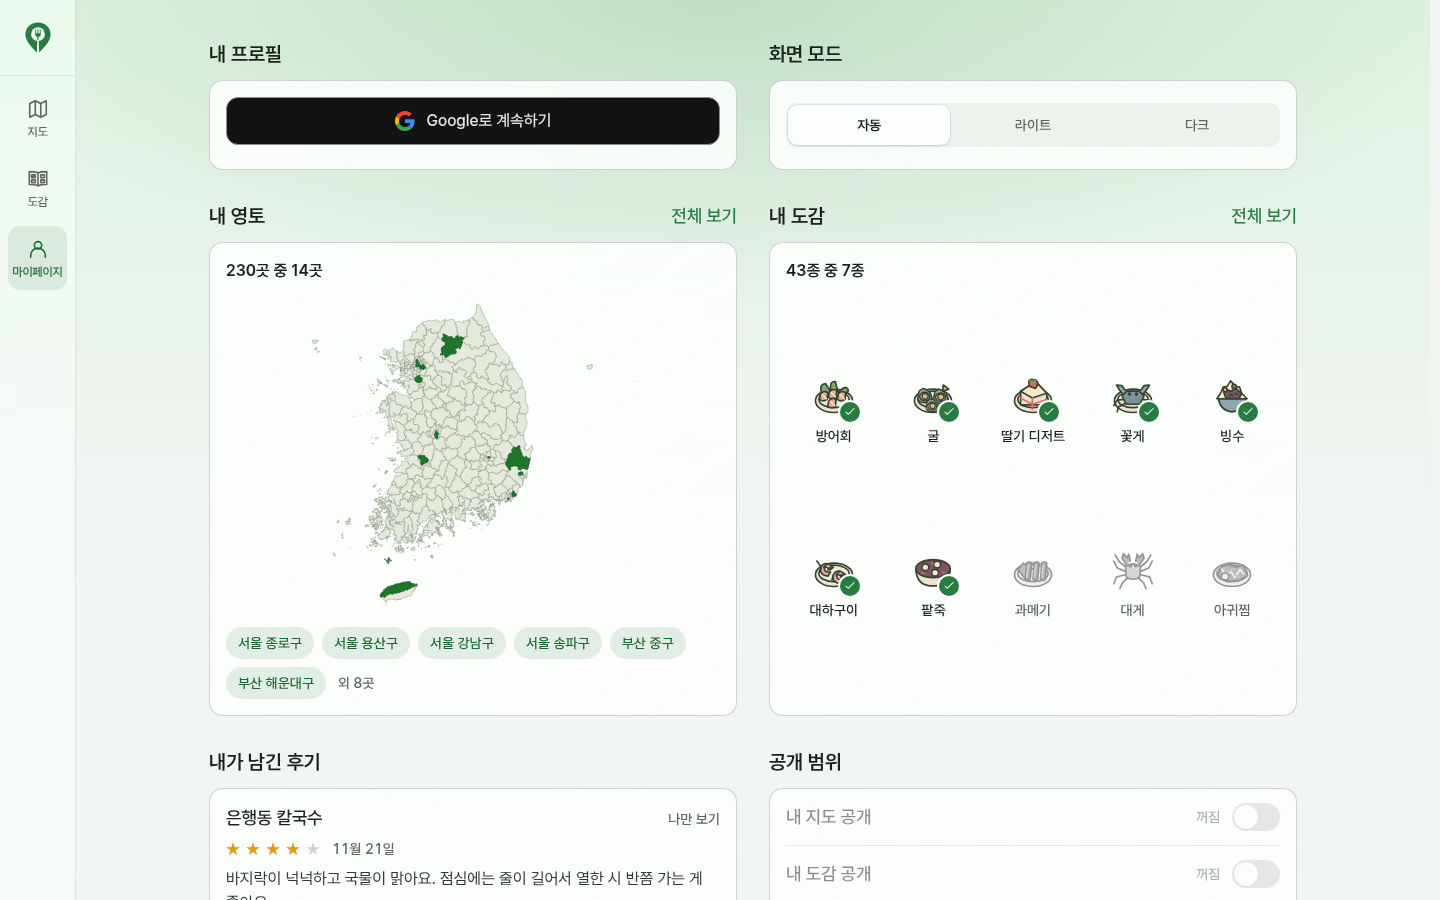 지도
도감
마이페이지
내 프로필
Google로 계속하기
화면 모드
자동
라이트
다크
내 영토
전체 보기
230곳 중 14곳
서울 종로구
서울 용산구
서울 강남구
서울 송파구
부산 중구
부산 해운대구
외 8곳
내 도감
전체 보기
43종 중 7종
방어회
굴
딸기 디저트
꽃게
빙수
대하구이
팥죽
과메기
대게
아귀찜
내가 남긴 후기
은행동 칼국수
나만 보기
11월 21일
바지락이 넉넉하고 국물이 맑아요. 점심에는 줄이 길어서 열한 시 반쯤 가는 게
좋아요.
공개 범위
내 지도 공개
꺼짐
내 도감 공개
꺼짐